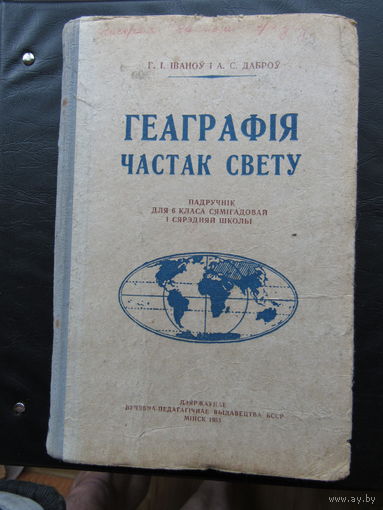 Г. І. ІВАНОЎ І А. С. ДАБРОЎ
ГЕАГРАФІЯ
ЧАСТАК СВЕТУ
ПАДРУЧНІК
ДЛЯ 6 КЛАСА СЯМІГАДОВАЙ
І СЯРЭДНЯЙ ШКОЛЫ
ДЗЯРЖАЎНАЕ
ВУЧЭБНА-ПЕДАГАГІЧНАЕ ВЫДАВЕЦТВА БССР
МІНСК 1951
www.ay.by